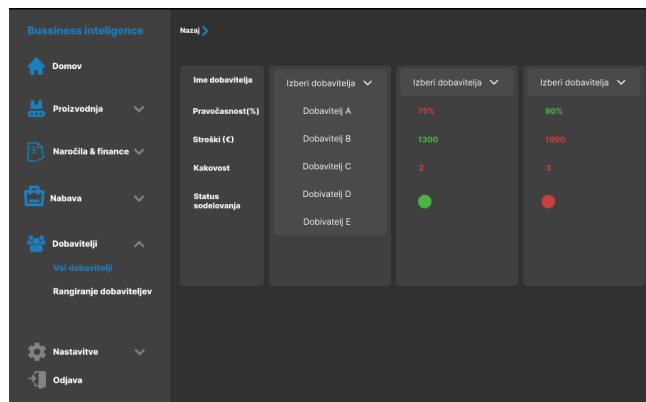 Bussiness inteligence
Domov
Proizvodnja
Naročila & finance
Nabava
Dobavitelji
Vsi dobavitelji
Rangiranje dobaviteljev
Nastavitve
Odjava
Nazaj
Ime dobavitelja
Pravočasnost(%)
Stroški (€)
Kakovost
Status
sodelovanja
Izberi dobavitelja
Dobavitelj A
Dobavitelj B
Dobavitelj C
Dobivatelj D
Dobivatelj E
Izberi dobavitelja
75%
1300
2
Izberi dobavitelja
90%
1900
3